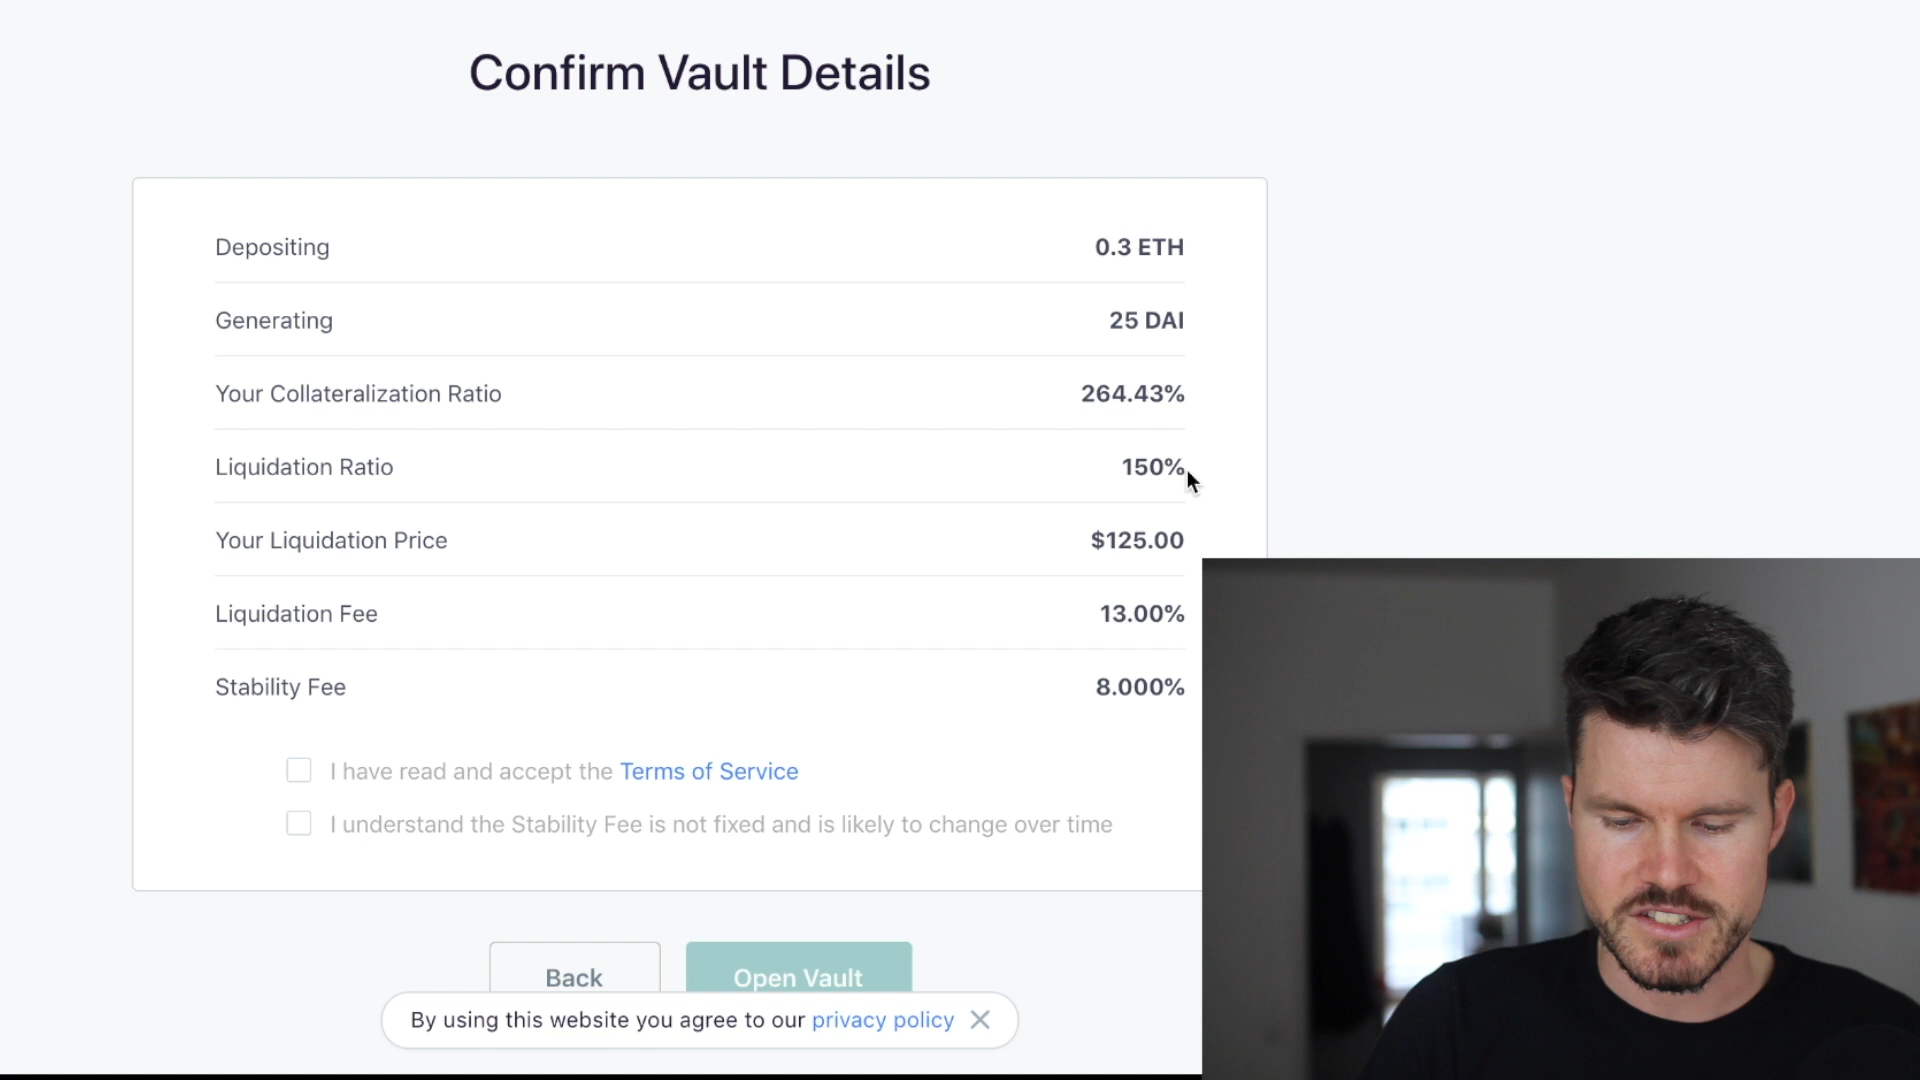 Confirm Vault Details
Depositing 0.3 ETH
Generating 25 DAI
Your Collateralization Ratio 264.43%
Liquidation Ratio 150%
Your Liquidation Price $125.00
Liquidation Fee 13.00%
Stability Fee 8.000%
I have read and accept the Terms of Service
I understand the Stability Fee is not fixed and is likely to change over time
Back Open Vault
By using this website you agree to our privacy policy